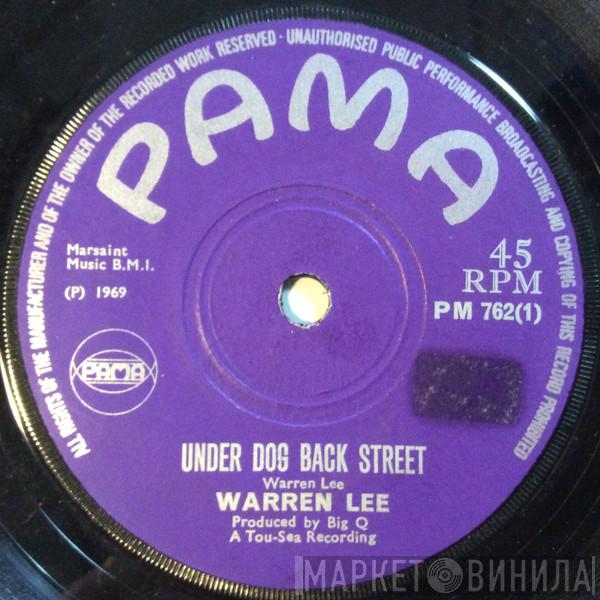 ALL RIGHTS OF THE MANUFACTURER AND OF THE OWNER OF THE RECORDED WORK RESERVED · UNAUTHORISED PUBLIC PERFORMANCE BROADCASTING AND COPYING OF THIS RECORD PROHIBITED
PAMA
Marsaint
Music B.M.I.
(P) 1969
45
RPM
PM 762(1)
PAMA
UNDER DOG BACK STREET
Warren Lee
WARREN LEE
Produced by Big Q
A Tou-Sea Recording
МАРКЕТ ВИНИЛА